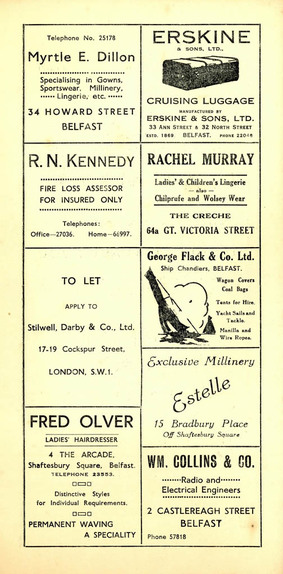 Telephone No. 25178
Myrtle E. Dillon
Specialising in Gowns,
Sportswear, Millinery,
Lingerie, etc.
34 HOWARD STREET
BELFAST
ERSKINE
& SONS, LTD.,
CRUISING LUGGAGE
MANUFACTURED BY
ERSKINE & SONS, LTD.
33 ANN STREET & 32 NORTH STREET
ESTD. 1869 BELFAST. PHONE 22048
R. N. KENNEDY
FIRE LOSS ASSESSOR
FOR INSURED ONLY
Telephones:
Office—27036. Home—66997.
RACHEL MURRAY
Ladies' & Children's Lingerie
— also —
Chilprufe and Wolsey Wear
THE CRECHE
64a GT. VICTORIA STREET
TO LET
APPLY TO
Stilwell, Darby & Co., Ltd.
17-19 Cockspur Street,
LONDON, S.W.1.
George Flack & Co. Ltd.
Ship Chandlers, BELFAST.
Wagon Covers
Coal Bags
Tents for Hire.
Yacht Sails and
Tackle.
Manilla and
Wire Ropes.
Exclusive Millinery
Estelle
15 Bradbury Place
Off Shaftesbury Square
FRED OLVER
LADIES' HAIRDRESSER
4 THE ARCADE,
Shaftesbury Square, Belfast.
TELEPHONE 23553.
Distinctive Styles
for Individual Requirements.
PERMANENT WAVING
A SPECIALITY
WM. COLLINS & CO.
Radio and
Electrical Engineers
2 CASTLEREAGH STREET
BELFAST
Phone 57818